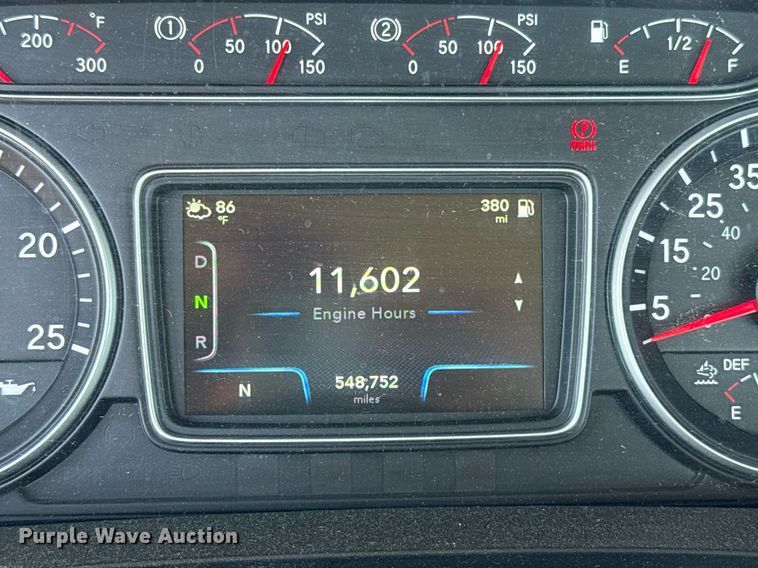 200 °F 300
(1) 0 50 100 150 PSI
(2) 0 50 100 150 PSI
E 1/2 F
P
PARK
86 °F
380 mi
D
N
R
11,602
Engine Hours
N
548,752
miles
20
25
35
25
15
5
40
20
0
DEF
E
Purple Wave Auction